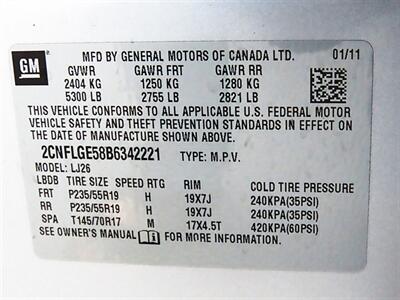 GM MFD BY GENERAL MOTORS OF CANADA LTD. 01/11
GVWR GAWR FRT GAWR RR
2404 KG 1250 KG 1280 KG
5300 LB 2755 LB 2821 LB
THIS VEHICLE CONFORMS TO ALL APPLICABLE U.S. FEDERAL MOTOR
VEHICLE SAFETY AND THEFT PREVENTION STANDARDS IN EFFECT ON
THE DATE OF MANUFACTURE SHOWN ABOVE.
2CNFLGE58B6342221 TYPE: M.P.V.
MODEL: LJ26
LBDB TIRE SIZE SPEED RTG RIM COLD TIRE PRESSURE
FRT P235/55R19 H 19X7J 240KPA(35PSI)
RR P235/55R19 H 19X7J 240KPA(35PSI)
SPA T145/70R17 M 17X4.5T 420KPA(60PSI)
SEE OWNER'S MANUAL FOR MORE INFORMATION.